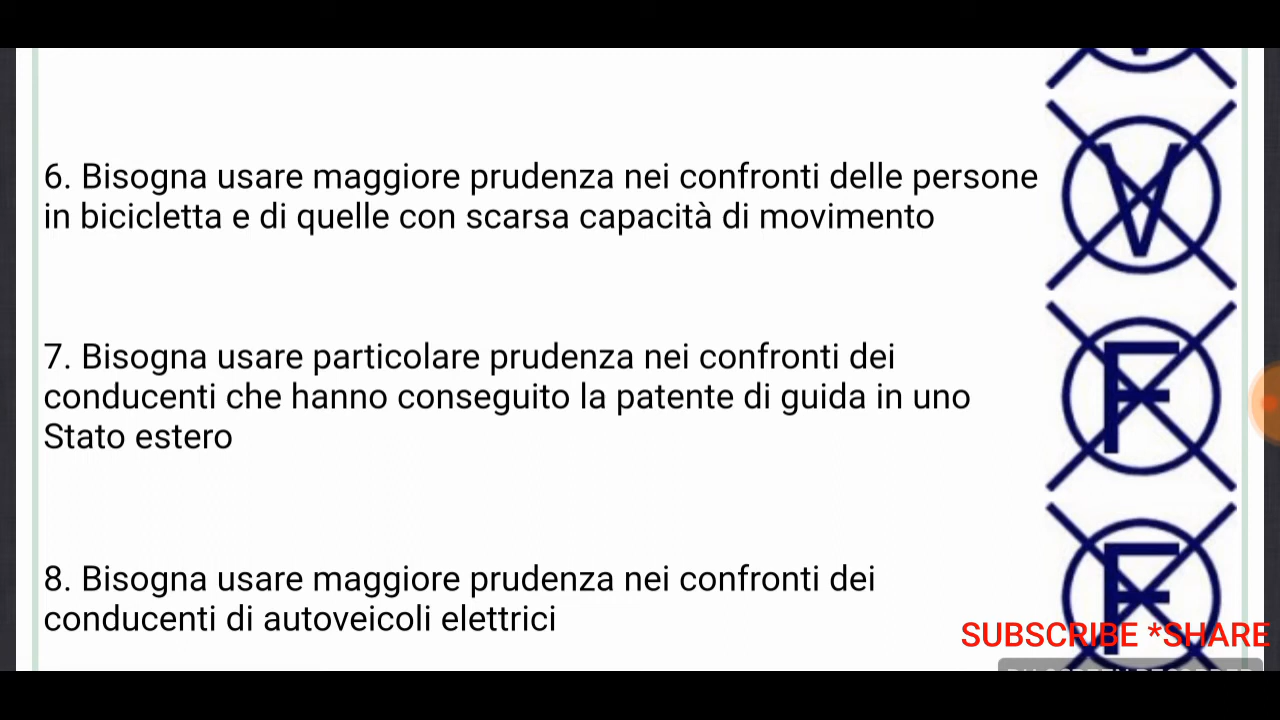 6. Bisogna usare maggiore prudenza nei confronti delle persone
in bicicletta e di quelle con scarsa capacità di movimento
V
7. Bisogna usare particolare prudenza nei confronti dei
conducenti che hanno conseguito la patente di guida in uno
Stato estero
F
8. Bisogna usare maggiore prudenza nei confronti dei
conducenti di autoveicoli elettrici
F
SUBSCRIBE *SHARE